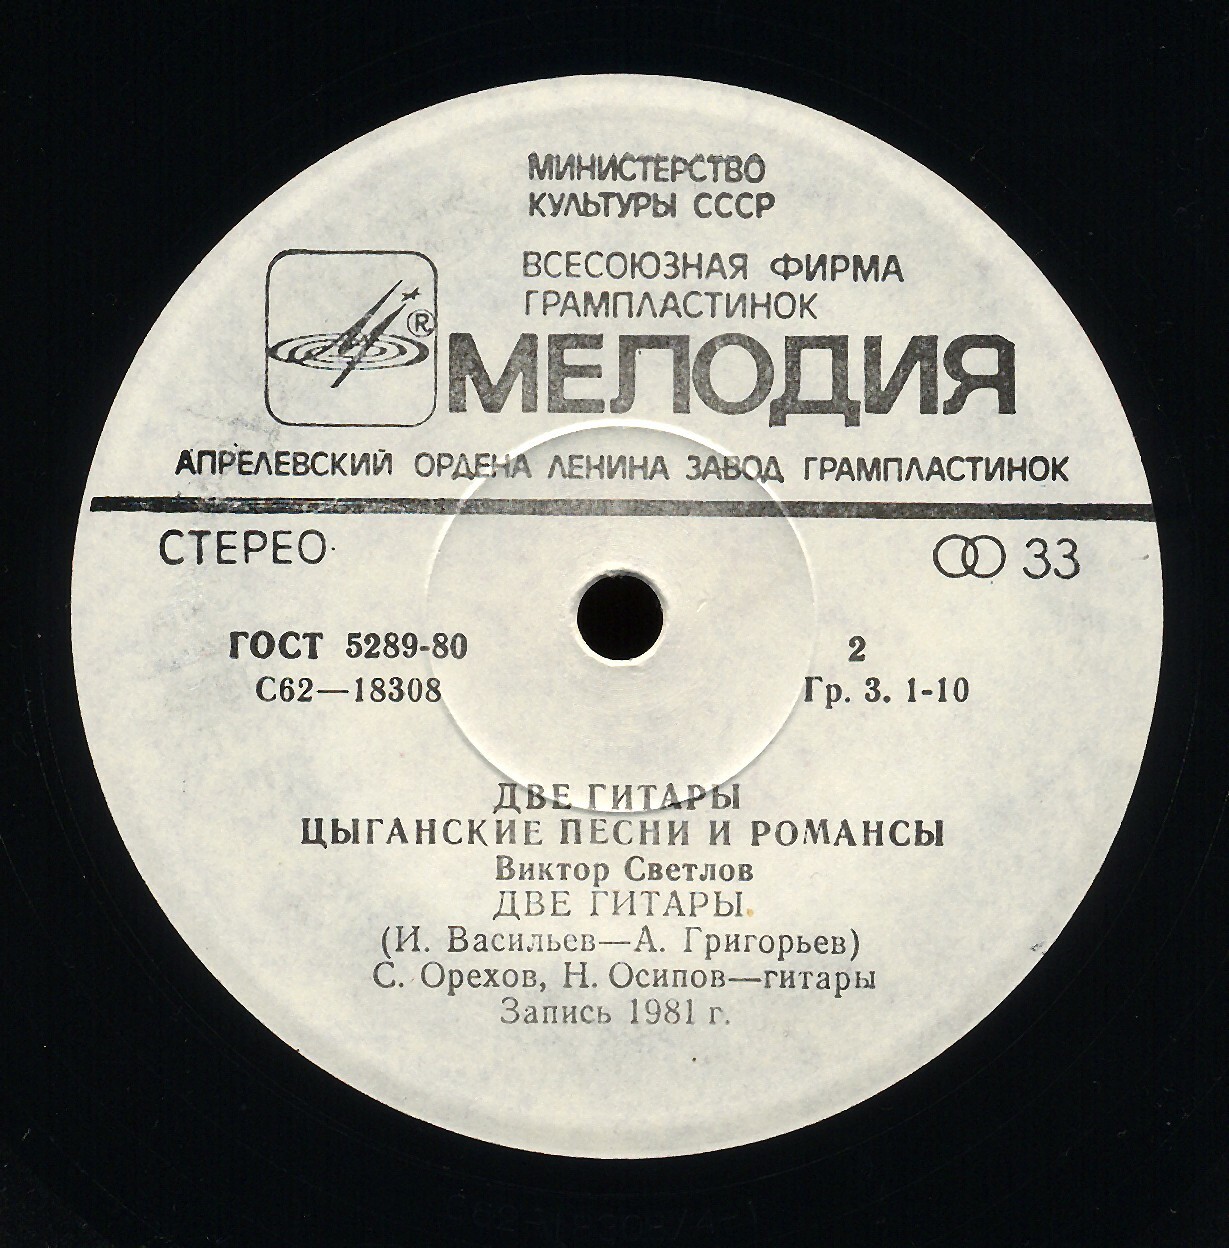 МИНИСТЕРСТВО
КУЛЬТУРЫ СССР
ВСЕСОЮЗНАЯ ФИРМА
ГРАМПЛАСТИНОК
®
МЕЛОДИЯ
АПРЕЛЕВСКИЙ ОРДЕНА ЛЕНИНА ЗАВОД ГРАМПЛАСТИНОК
СТЕРЕО 33
ГОСТ 5289-80 2
С62—18308 Гр. 3. 1-10
ДВЕ ГИТАРЫ
ЦЫГАНСКИЕ ПЕСНИ И РОМАНСЫ
Виктор Светлов
ДВЕ ГИТАРЫ.
(И. Васильев—А. Григорьев)
С. Орехов, Н. Осипов—гитары
Запись 1981 г.